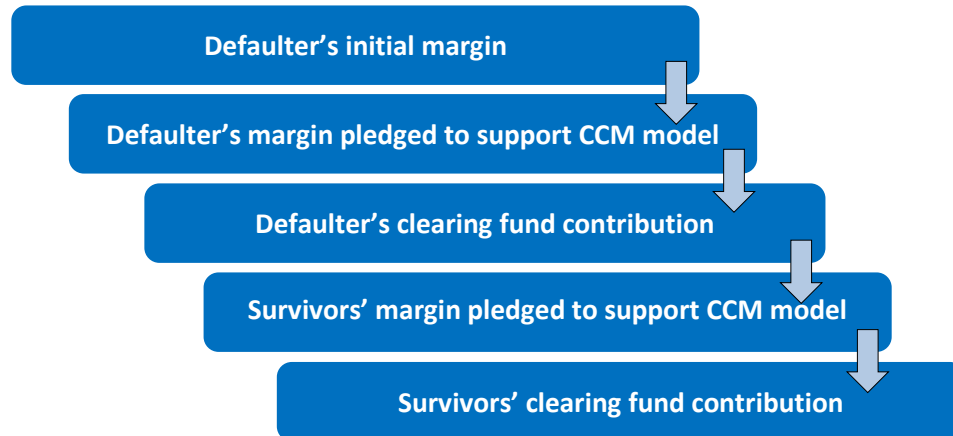 Defaulter’s initial margin
Defaulter’s margin pledged to support CCM model
Defaulter’s clearing fund contribution
Survivors’ margin pledged to support CCM model
Survivors’ clearing fund contribution